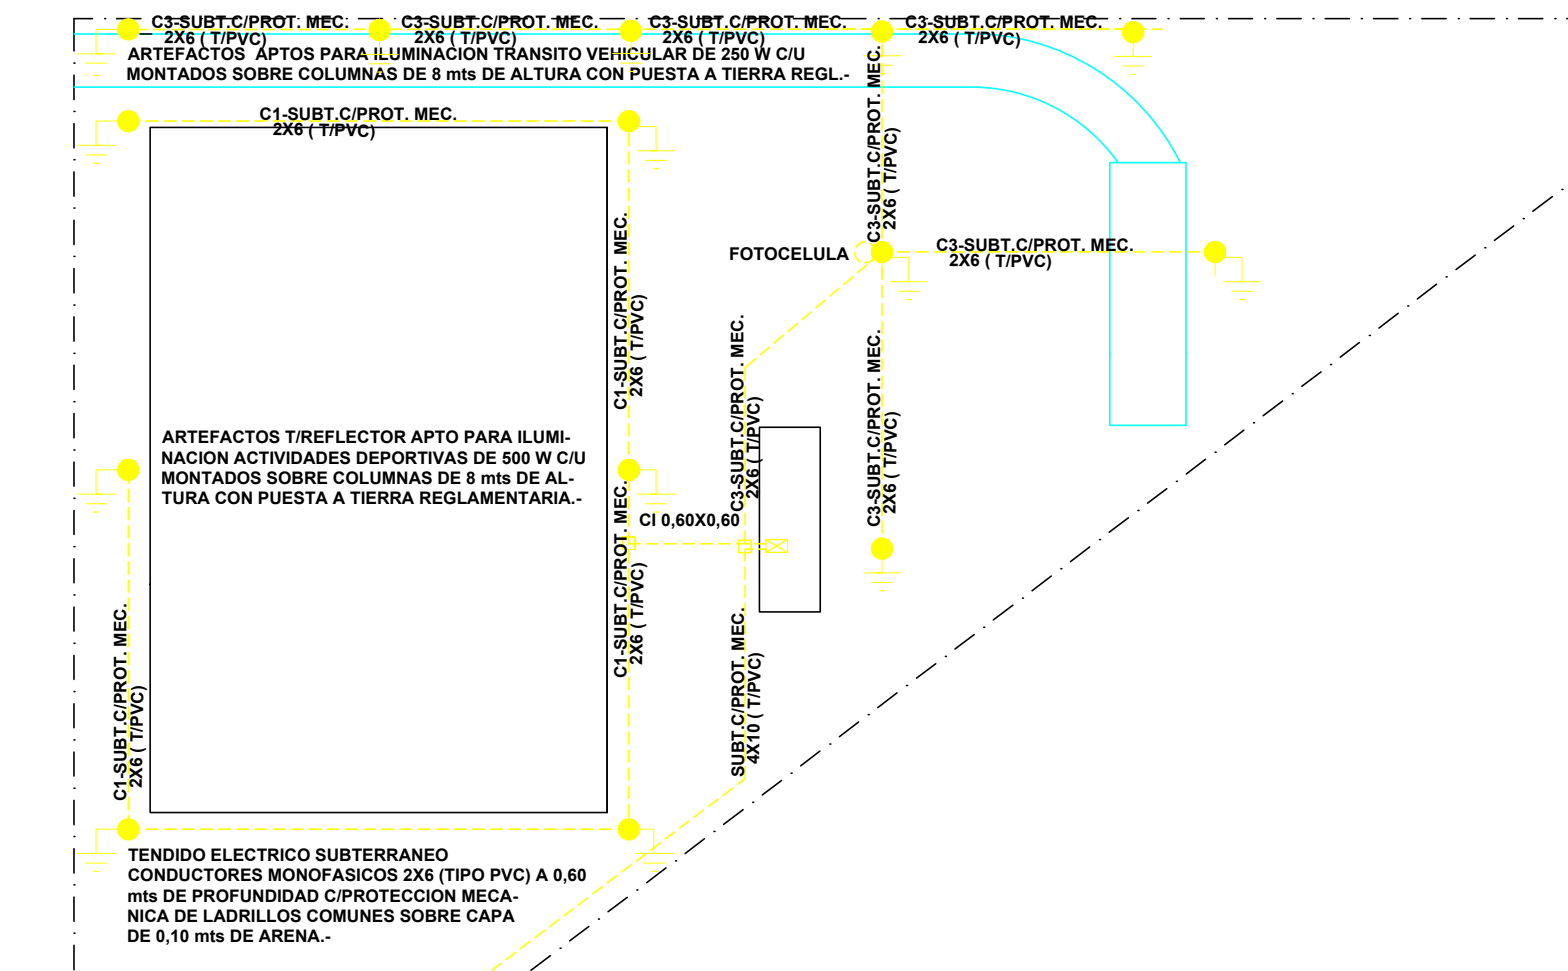 C3-SUBT.C/PROT. MEC.
2X6 ( T/PVC)
C3-SUBT.C/PROT. MEC.
2X6 ( T/PVC)
C3-SUBT.C/PROT. MEC.
2X6 ( T/PVC)
C3-SUBT.C/PROT. MEC.
2X6 ( T/PVC)
ARTEFACTOS APTOS PARA ILUMINACION TRANSITO VEHICULAR DE 250 W C/U
MONTADOS SOBRE COLUMNAS DE 8 mts DE ALTURA CON PUESTA A TIERRA REGL.-
C1-SUBT.C/PROT. MEC.
2X6 ( T/PVC)
C3-SUBT.C/PROT. MEC.
2X6 ( T/PVC)
C1-SUBT.C/PROT. MEC.
2X6 ( T/PVC)
FOTOCELULA
C3-SUBT.C/PROT. MEC.
2X6 ( T/PVC)
C3-SUBT.C/PROT. MEC.
2X6 ( T/PVC)
C3-SUBT.C/PROT. MEC.
2X6 ( T/PVC)
ARTEFACTOS T/REFLECTOR APTO PARA ILUMI-
NACION ACTIVIDADES DEPORTIVAS DE 500 W C/U
MONTADOS SOBRE COLUMNAS DE 8 mts DE AL-
TURA CON PUESTA A TIERRA REGLAMENTARIA.-
C1-SUBT.C/PROT. MEC.
2X6 ( T/PVC)
CI 0,60X0,60
C1-SUBT.C/PROT. MEC.
2X6 ( T/PVC)
SUBT.C/PROT. MEC.
4X10 ( T/PVC)
TENDIDO ELECTRICO SUBTERRANEO
CONDUCTORES MONOFASICOS 2X6 (TIPO PVC) A 0,60
mts DE PROFUNDIDAD C/PROTECCION MECA-
NICA DE LADRILLOS COMUNES SOBRE CAPA
DE 0,10 mts DE ARENA.-